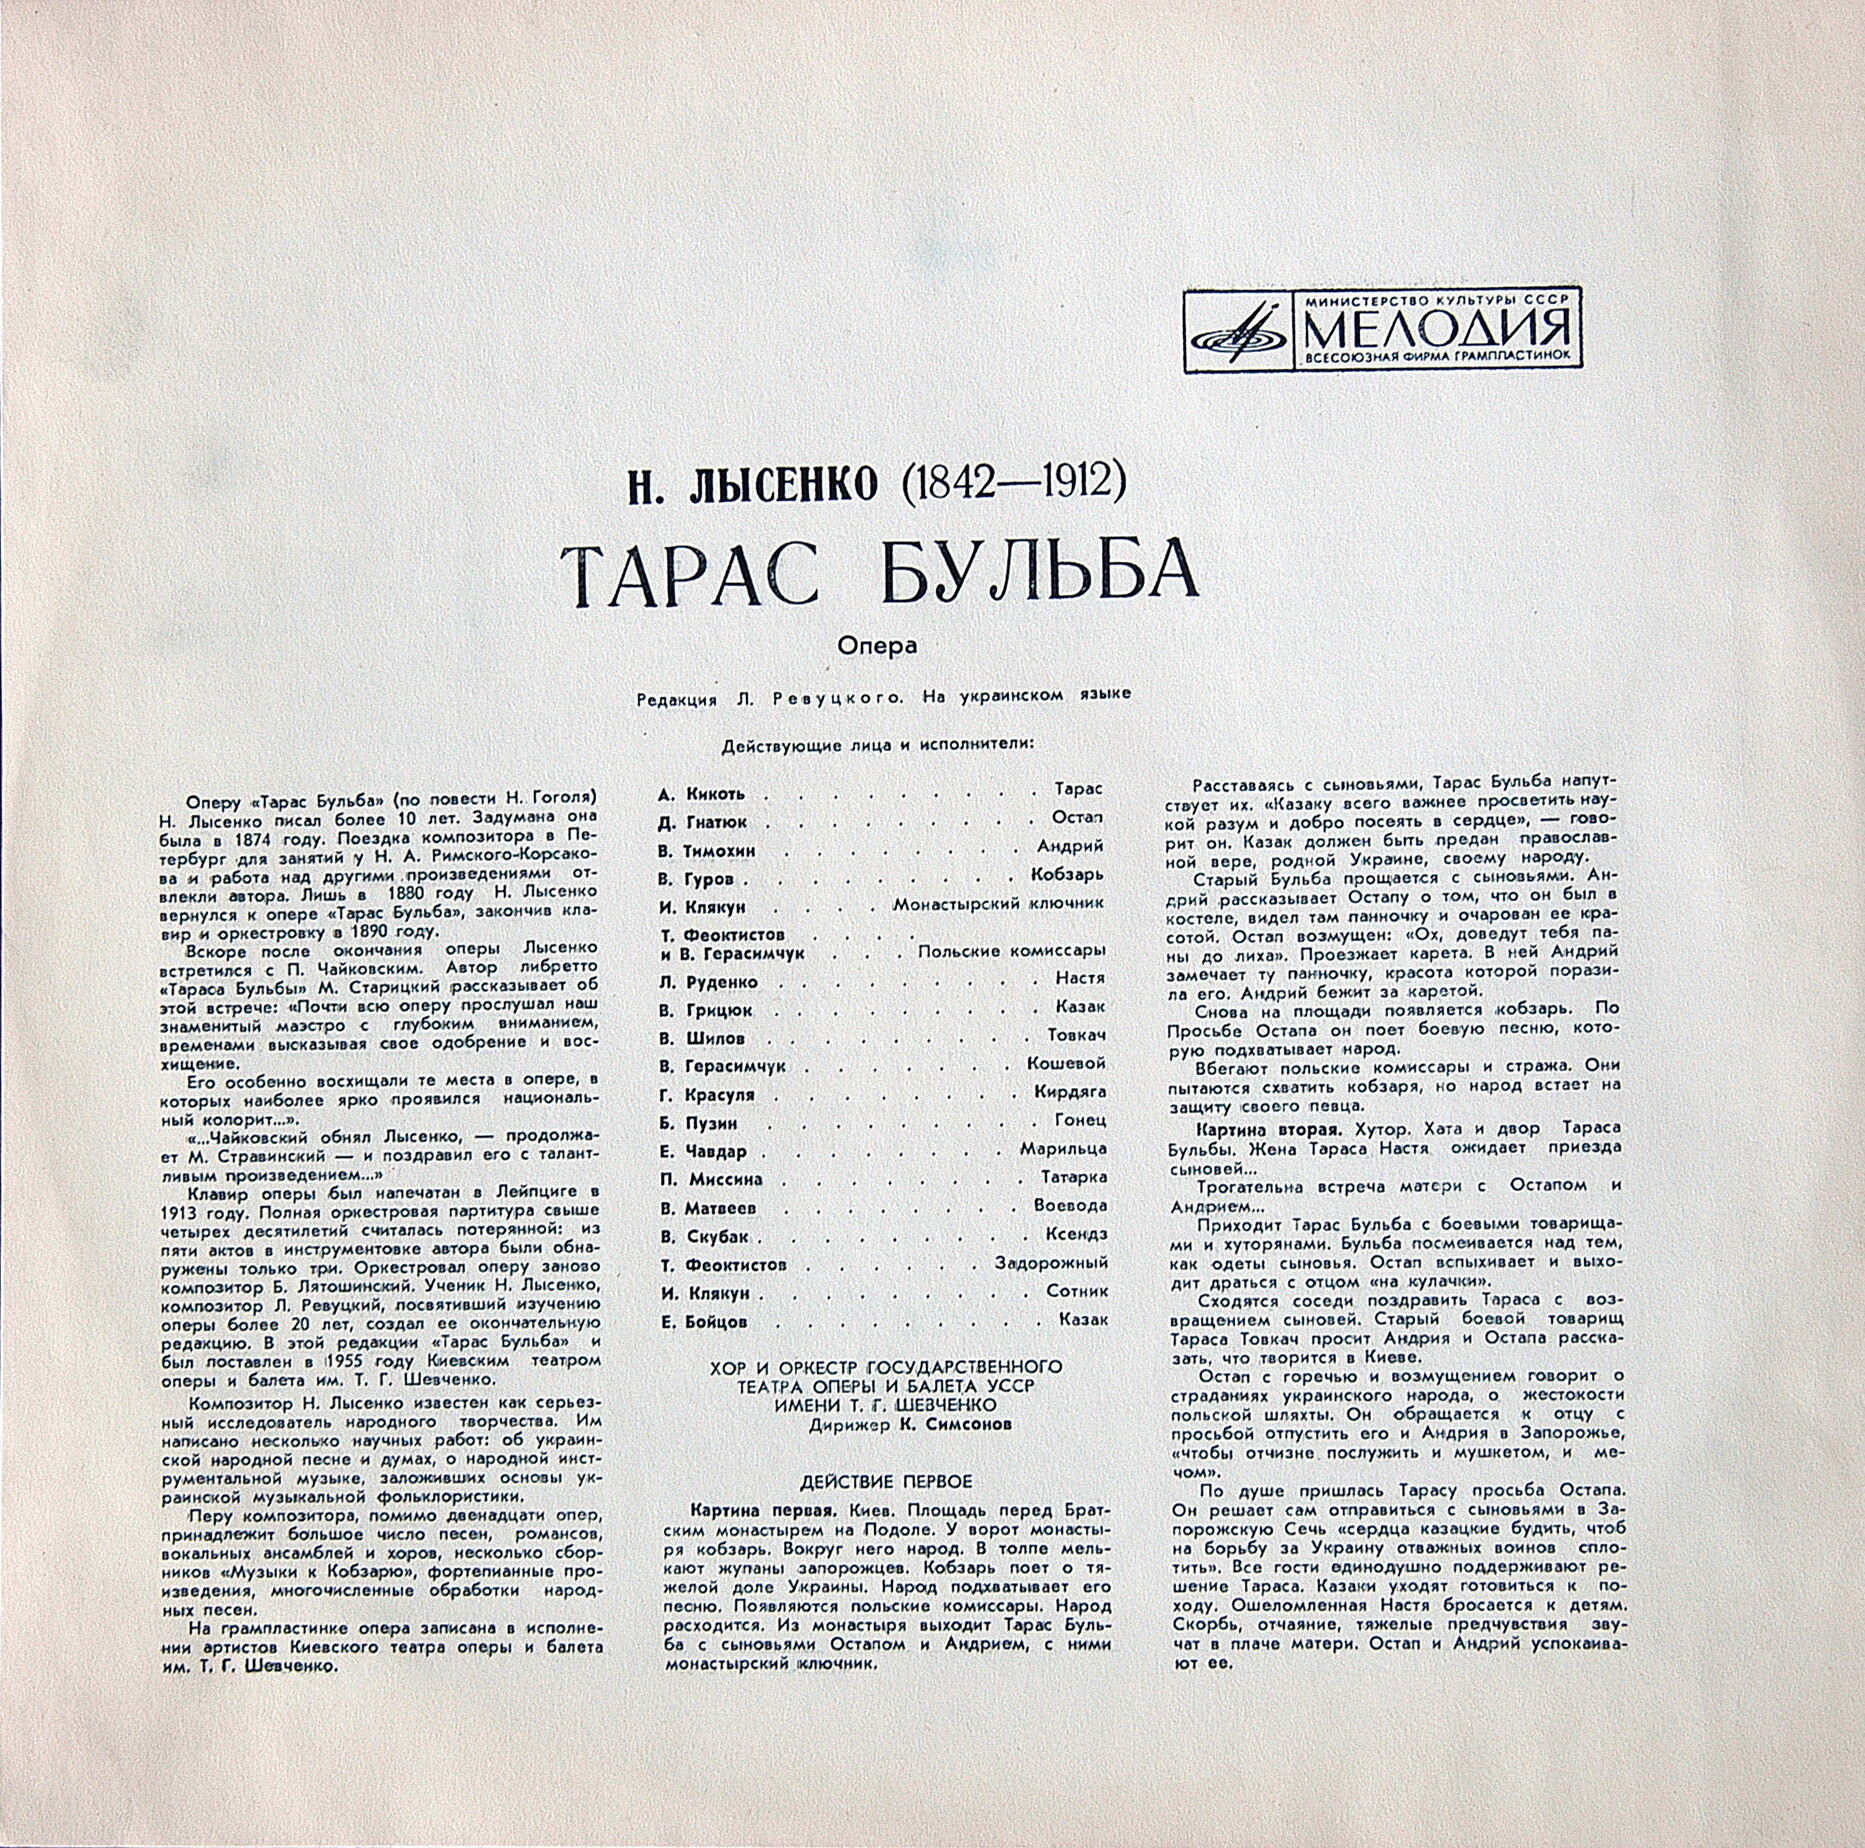 МИНИСТЕРСТВО КУЛЬТУРЫ СССР
МЕЛОДИЯ
ВСЕСОЮЗНАЯ ФИРМА ГРАМПЛАСТИНОК
Н. ЛЫСЕНКО (1842—1912)
ТАРАС БУЛЬБА
Опера
Редакция Л. Ревуцкого. На украинском языке
Оперу «Тарас Бульба» (по повести Н. Гоголя)
Н. Лысенко писал более 10 лет. Задумана она
была в 1874 году. Поездка композитора в Пе-
тербург для занятий у Н. А. Римского-Корсако-
ва и работа над другими произведениями от-
влекли автора. Лишь в 1880 году Н. Лысенко
вернулся к опере «Тарас Бульба», закончив кла-
вир и оркестровку в 1890 году.
Вскоре после окончания оперы Лысенко
встретился с П. Чайковским. Автор либретто
«Тараса Бульбы» М. Старицкий рассказывает об
этой встрече: «Почти всю оперу прослушал наш
знаменитый маэстро с глубоким вниманием,
временами высказывая свое одобрение и вос-
хищение.
Его особенно восхищали те места в опере, в
которых наиболее ярко проявился националь-
ный колорит...».
«...Чайковский обнял Лысенко, — продолжа-
ет М. Стравинский — и поздравил его с талант-
ливым произведением...»
Клавир оперы был напечатан в Лейпциге в
1913 году. Полная оркестровая партитура свыше
четырех десятилетий считалась потерянной: из
пяти актов в инструментовке автора были обна-
ружены только три. Оркестровал оперу заново
композитор Б. Лятошинский. Ученик Н. Лысенко,
композитор Л. Ревуцкий, посвятивший изучению
оперы более 20 лет, создал ее окончательную
редакцию. В этой редакции «Тарас Бульба» и
был поставлен в 1955 году Киевским театром
оперы и балета им. Т. Г. Шевченко.
Композитор Н. Лысенко известен как серьез-
ный исследователь народного творчества. Им
написано несколько научных работ: об украин-
ской народной песне и думах, о народной инст-
рументальной музыке, заложивших основы ук-
раинской музыкальной фольклористики.
Перу композитора, помимо двенадцати опер,
принадлежит большое число песен, романсов,
вокальных ансамблей и хоров, несколько сбор-
ников «Музыки к Кобзарю», фортепианные про-
изведения, многочисленные обработки народ-
ных песен.
На грампластинке опера записана в исполне-
нии артистов Киевского театра оперы и балета
им. Т. Г. Шевченко.
Действующие лица и исполнители:
А. Кикоть . . . . . . . . . . Тарас
Д. Гнатюк . . . . . . . . . . Остап
В. Тимохин . . . . . . . . Андрий
В. Гуров . . . . . . . . . Кобзарь
И. Клякун . . . . Монастырский ключник
Т. Феоктистов . . . .
и В. Герасимчук . . . Польские комиссары
Л. Руденко . . . . . . . . . Настя
В. Грицюк . . . . . . . . . Казак
В. Шилов . . . . . . . . . Товкач
В. Герасимчук . . . . . . Кошевой
Г. Красуля . . . . . . . . Кирдяга
Б. Пузин . . . . . . . . . Гонец
Е. Чавдар . . . . . . . . Марильца
П. Миссина . . . . . . . . Татарка
В. Матвеев . . . . . . . . Воевода
В. Скубак . . . . . . . . . Ксендз
Т. Феоктистов . . . . . . Задорожный
И. Клякун . . . . . . . . . Сотник
Е. Бойцов . . . . . . . . . Казак
ХОР И ОРКЕСТР ГОСУДАРСТВЕННОГО
ТЕАТРА ОПЕРЫ И БАЛЕТА УССР
ИМЕНИ Т. Г. ШЕВЧЕНКО
Дирижер К. Симсонов
ДЕЙСТВИЕ ПЕРВОЕ
Картина первая. Киев. Площадь перед Брат-
ским монастырем на Подоле. У ворот монасты-
ря кобзарь. Вокруг него народ. В толпе мель-
кают жупаны запорожцев. Кобзарь поет о тя-
желой доле Украины. Народ подхватывает его
песню. Появляются польские комиссары. Народ
расходится. Из монастыря выходит Тарас Буль-
ба с сыновьями Остапом и Андрием, с ними
монастырский ключник.
Расставаясь с сыновьями, Тарас Бульба напут-
ствует их. «Казаку всего важнее просветить нау-
кой разум и добро посеять в сердце», — гово-
рит он. Казак должен быть предан православ-
ной вере, родной Украине, своему народу.
Старый Бульба прощается с сыновьями. Ан-
дрий рассказывает Остапу о том, что он был в
костеле, видел там панночку и очарован ее кра-
сотой. Остап возмущен: «Ох, доведут тебя па-
ны до лиха». Проезжает карета. В ней Андрий
замечает ту панночку, красота которой порази-
ла его. Андрий бежит за каретой.
Снова на площади появляется кобзарь. По
Просьбе Остапа он поет боевую песню, кото-
рую подхватывает народ.
Вбегают польские комиссары и стража. Они
пытаются схватить кобзаря, но народ встает на
защиту своего певца.
Картина вторая. Хутор. Хата и двор Тараса
Бульбы. Жена Тараса Настя ожидает приезда
сыновей...
Трогательна встреча матери с Остапом и
Андрием...
Приходит Тарас Бульба с боевыми товарища-
ми и хуторянами. Бульба посмеивается над тем,
как одеты сыновья. Остап вспыхивает и выхо-
дит драться с отцом «на кулачки».
Сходятся соседи поздравить Тараса с воз-
вращением сыновей. Старый боевой товарищ
Тараса Товкач просит Андрия и Остапа расска-
зать, что творится в Киеве.
Остап с горечью и возмущением говорит о
страданиях украинского народа, о жестокости
польской шляхты. Он обращается к отцу с
просьбой отпустить его и Андрия в Запорожье,
«чтобы отчизне послужить и мушкетом, и ме-
чом».
По душе пришлась Тарасу просьба Остапа.
Он решает сам отправиться с сыновьями в За-
порожскую Сечь «сердца казацкие будить, чтоб
на борьбу за Украину отважных воинов спло-
тить». Все гости единодушно поддерживают ре-
шение Тараса. Казаки уходят готовиться к по-
ходу. Ошеломленная Настя бросается к детям.
Скорбь, отчаяние, тяжелые предчувствия зву-
чат в плаче матери. Остап и Андрий успокаива-
ют ее.